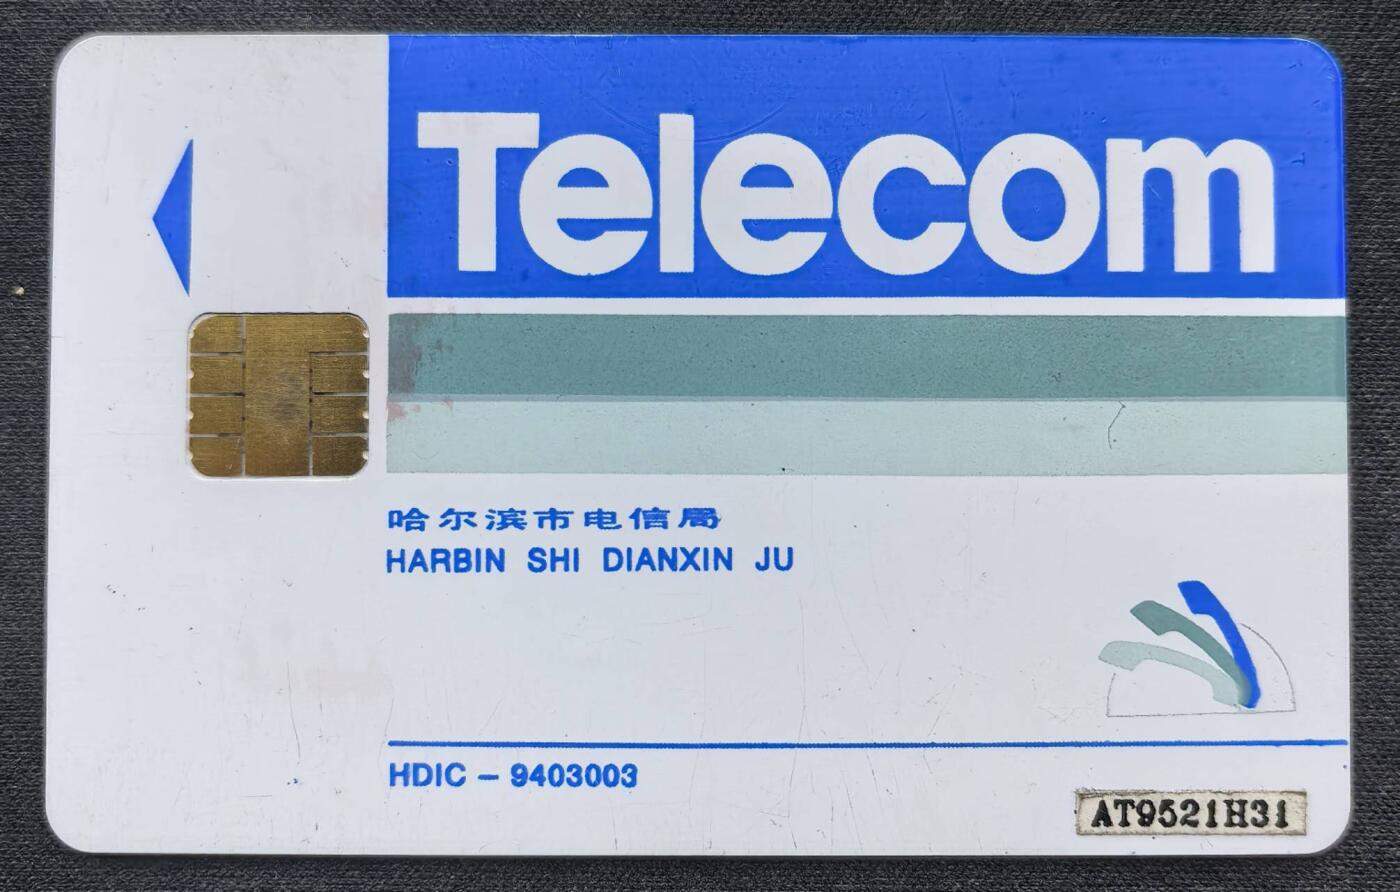 Telecom
哈尔滨市电信局
HARBIN SHI DIANXIN JU
HDIC – 9403003
AT9521H31